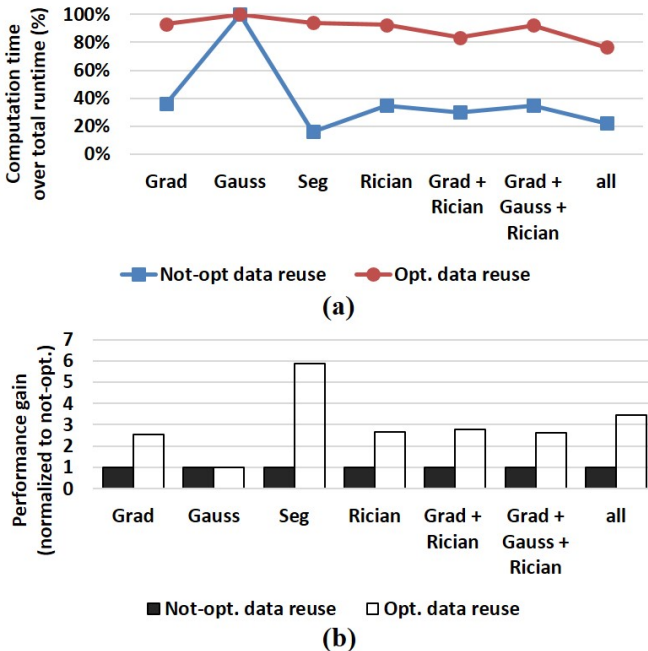 Computation time
over total runtime (%)
100%
80%
60%
40%
20%
0%
Grad
Gauss
Seg
Rician
Grad +
Rician
Grad +
Gauss +
Rician
all
Not-opt data reuse
Opt. data reuse
(a)
Performance gain
(normalized to not-opt.)
7
6
5
4
3
2
1
0
Grad
Gauss
Seg
Rician
Grad +
Rician
Grad +
Gauss +
Rician
all
Not-opt. data reuse
Opt. data reuse
(b)